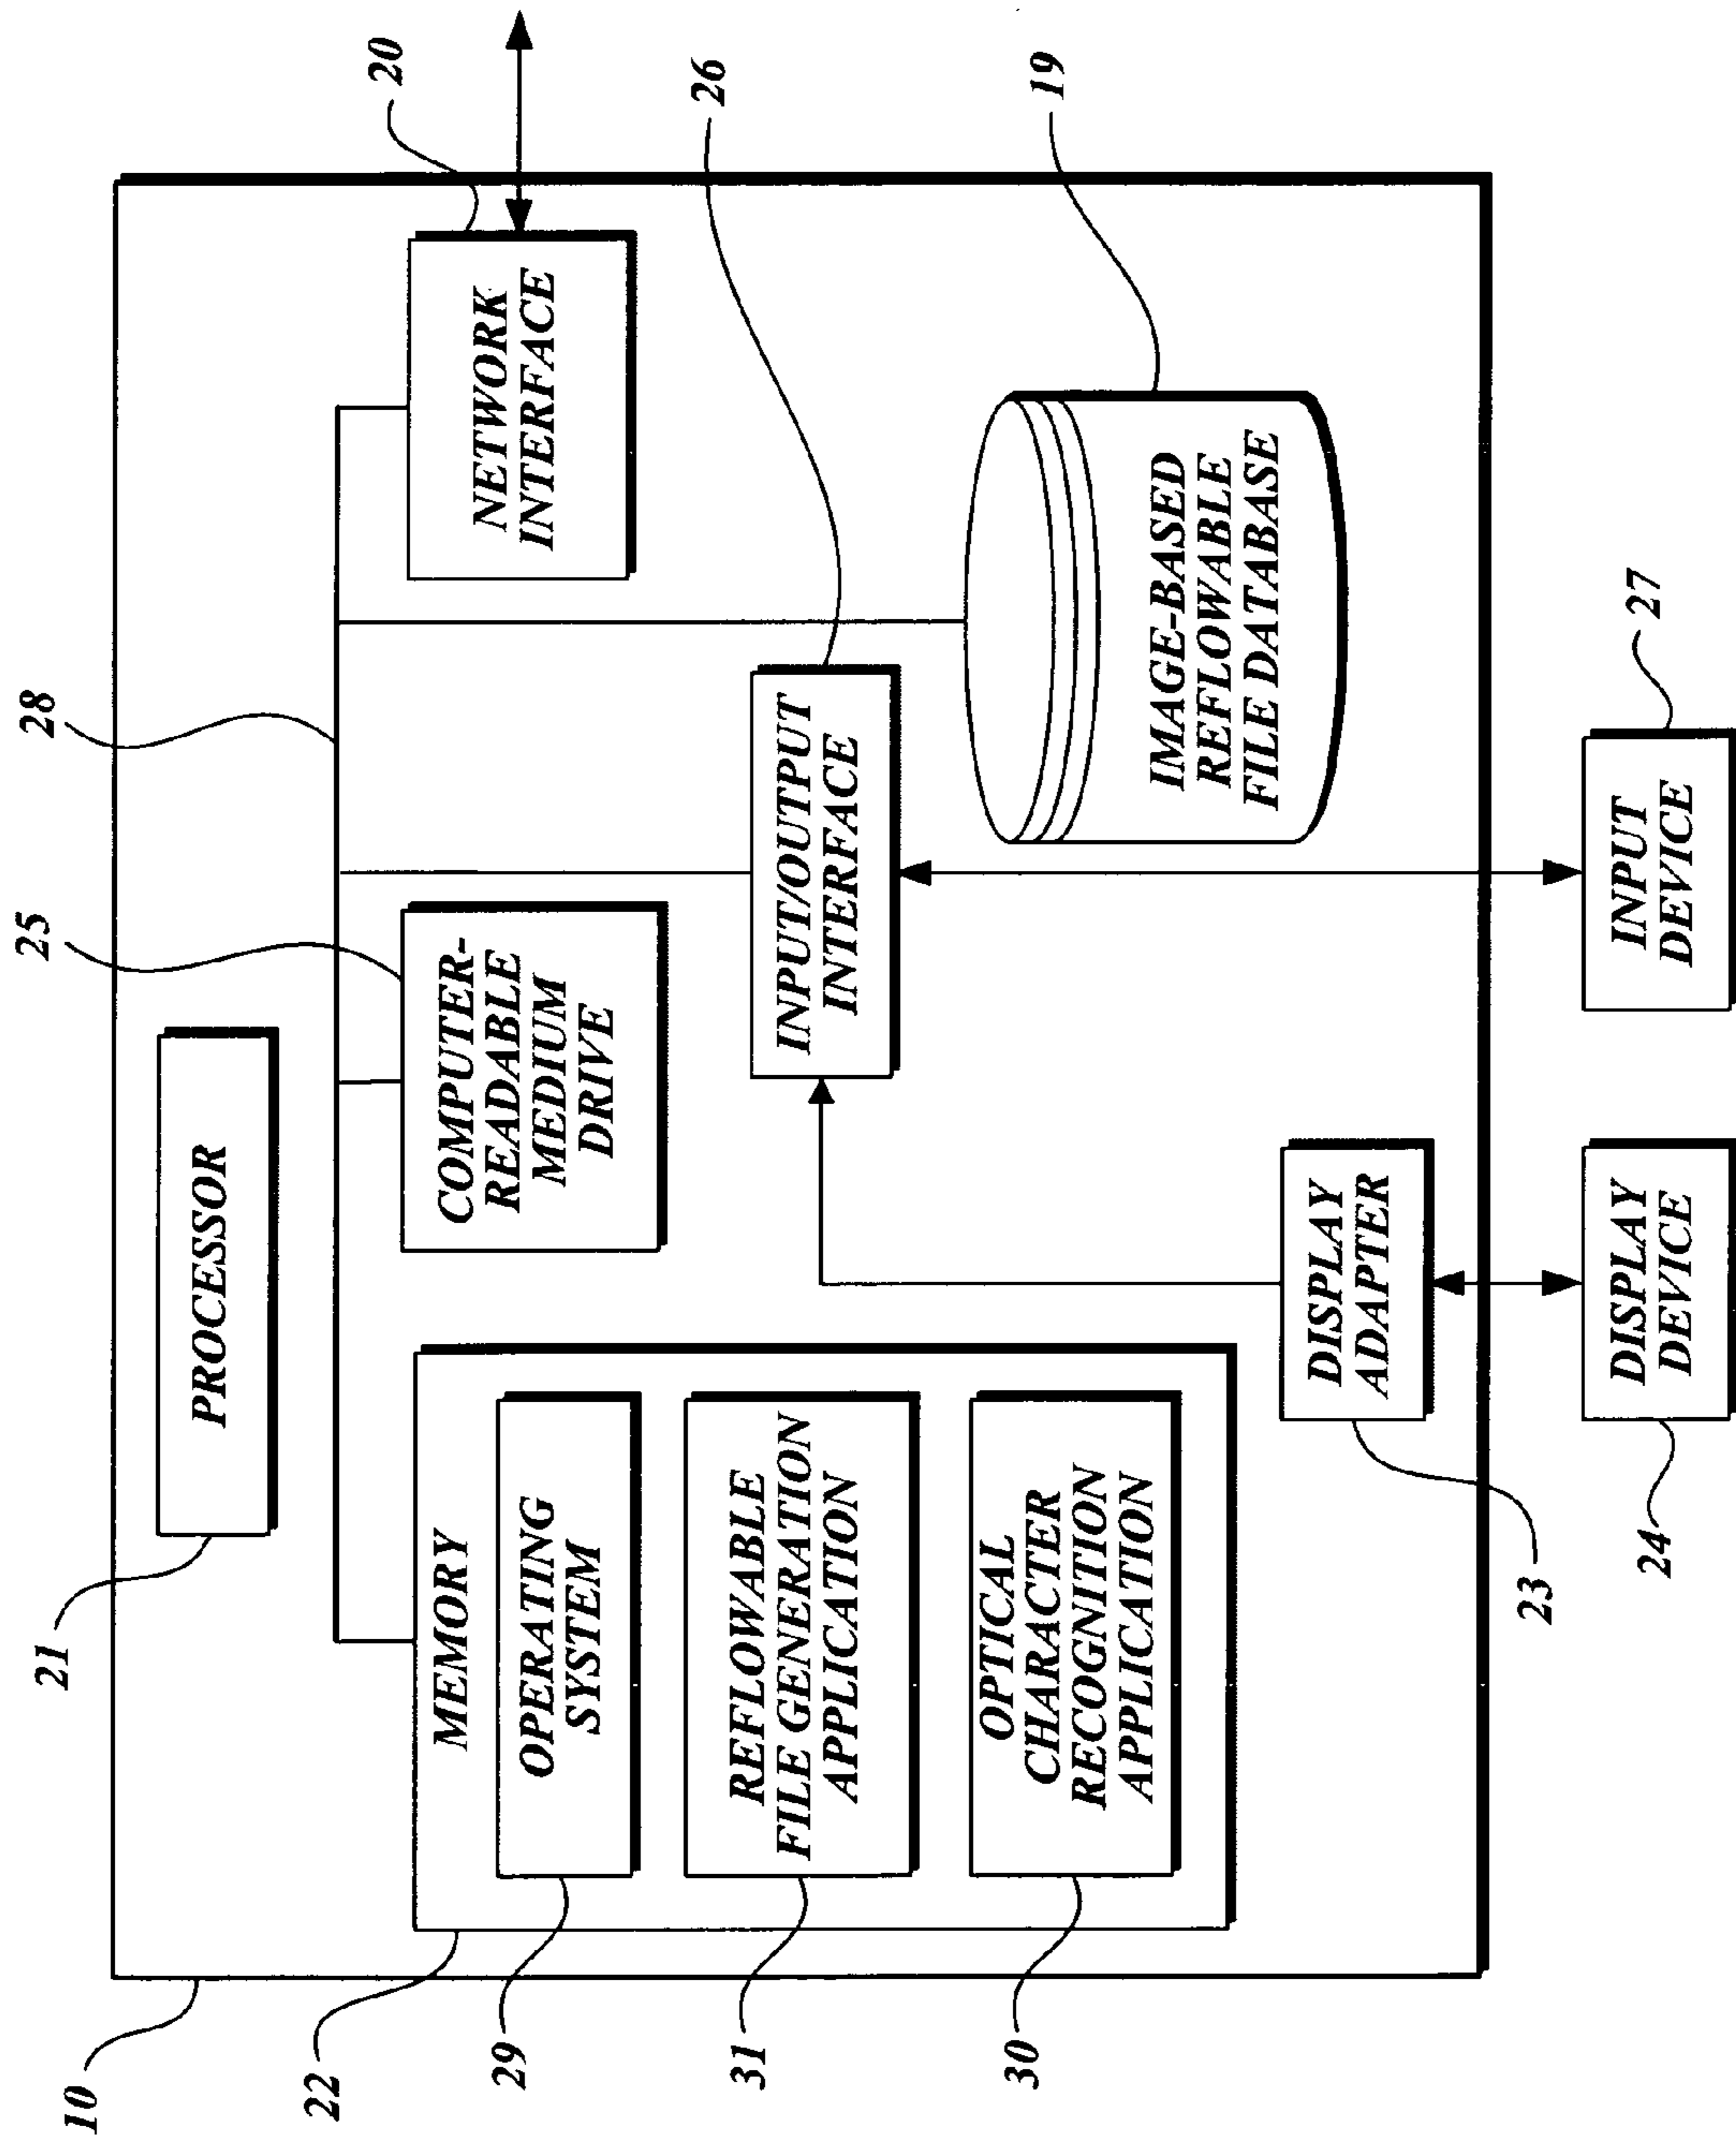 10
21
PROCESSOR
25
28
20
22
MEMORY
29
OPERATING
SYSTEM
31
REFLOWABLE
FILE GENERATION
APPLICATION
30
OPTICAL
CHARACTER
RECOGNITION
APPLICATION
COMPUTER-
READABLE
MEDIUM
DRIVE
NETWORK
INTERFACE
26
INPUT/OUTPUT
INTERFACE
19
IMAGE-BASED
REFLOWABLE
FILE DATABASE
23
DISPLAY
ADAPTER
24
DISPLAY
DEVICE
INPUT
DEVICE
27